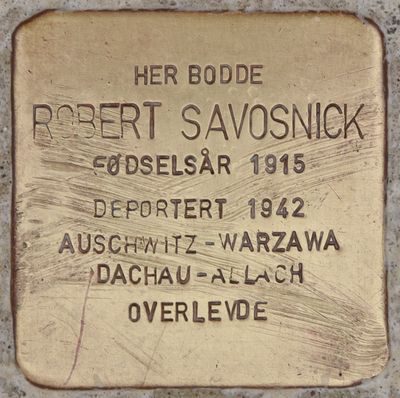 HER BODDE
ROBERT SAVOSNICK
FØDSELSÅR 1915
DEPORTERT 1942
AUSCHWITZ-WARZAWA
DACHAU-ALLACH
OVERLEVDE